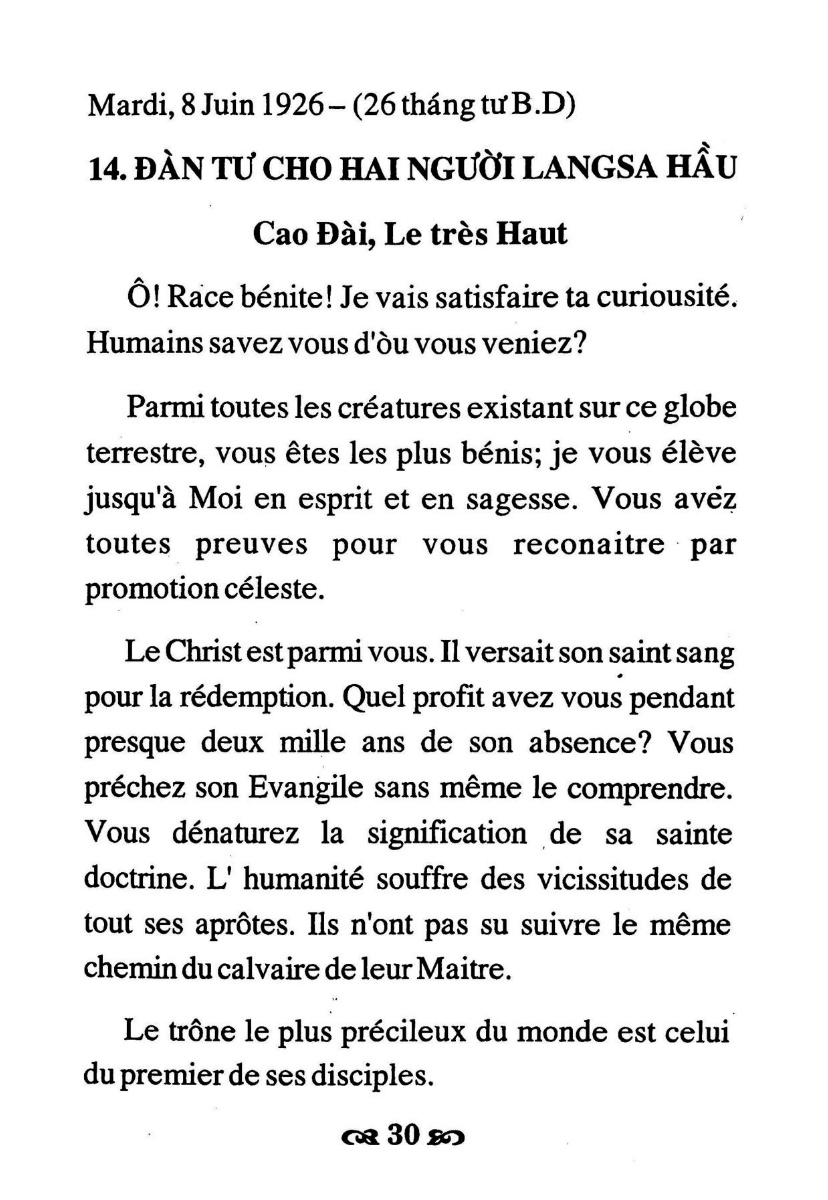 Mardi, 8 Juin 1926 – (26 tháng tư B.D)
14. ĐÀN TƯ CHO HAI NGƯỜI LANGSA HẦU
Cao Đài, Le très Haut
Ô! Race bénite! Je vais satisfaire ta curiousité.
Humains savez vous d'òu vous veniez?
Parmi toutes les créatures existant sur ce globe
terrestre, vous êtes les plus bénis; je vous élève
jusqu'à Moi en esprit et en sagesse. Vous avéz
toutes preuves pour vous reconaitre par
promotion céleste.
Le Christ est parmi vous. Il versait son saint sang
pour la rédemption. Quel profit avez vous pendant
presque deux mille ans de son absence? Vous
préchez son Evangile sans même le comprendre.
Vous dénaturez la signification de sa sainte
doctrine. L' humanité souffre des vicissitudes de
tout ses aprôtes. Ils n'ont pas su suivre le même
chemin du calvaire de leur Maitre.
Le trône le plus précileux du monde est celui
du premier de ses disciples.
30